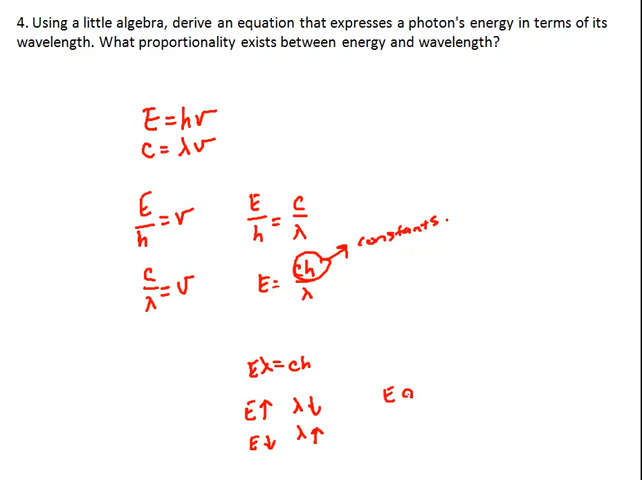 4. Using a little algebra, derive an equation that expresses a photon's energy in terms of its
wavelength. What proportionality exists between energy and wavelength?
E = hν
C = λν
E/h = ν
E/h = C/λ
constants.
C/λ = ν
E = ch/λ
Eλ = ch
E↑ λ↓
E α
E↓ λ↑